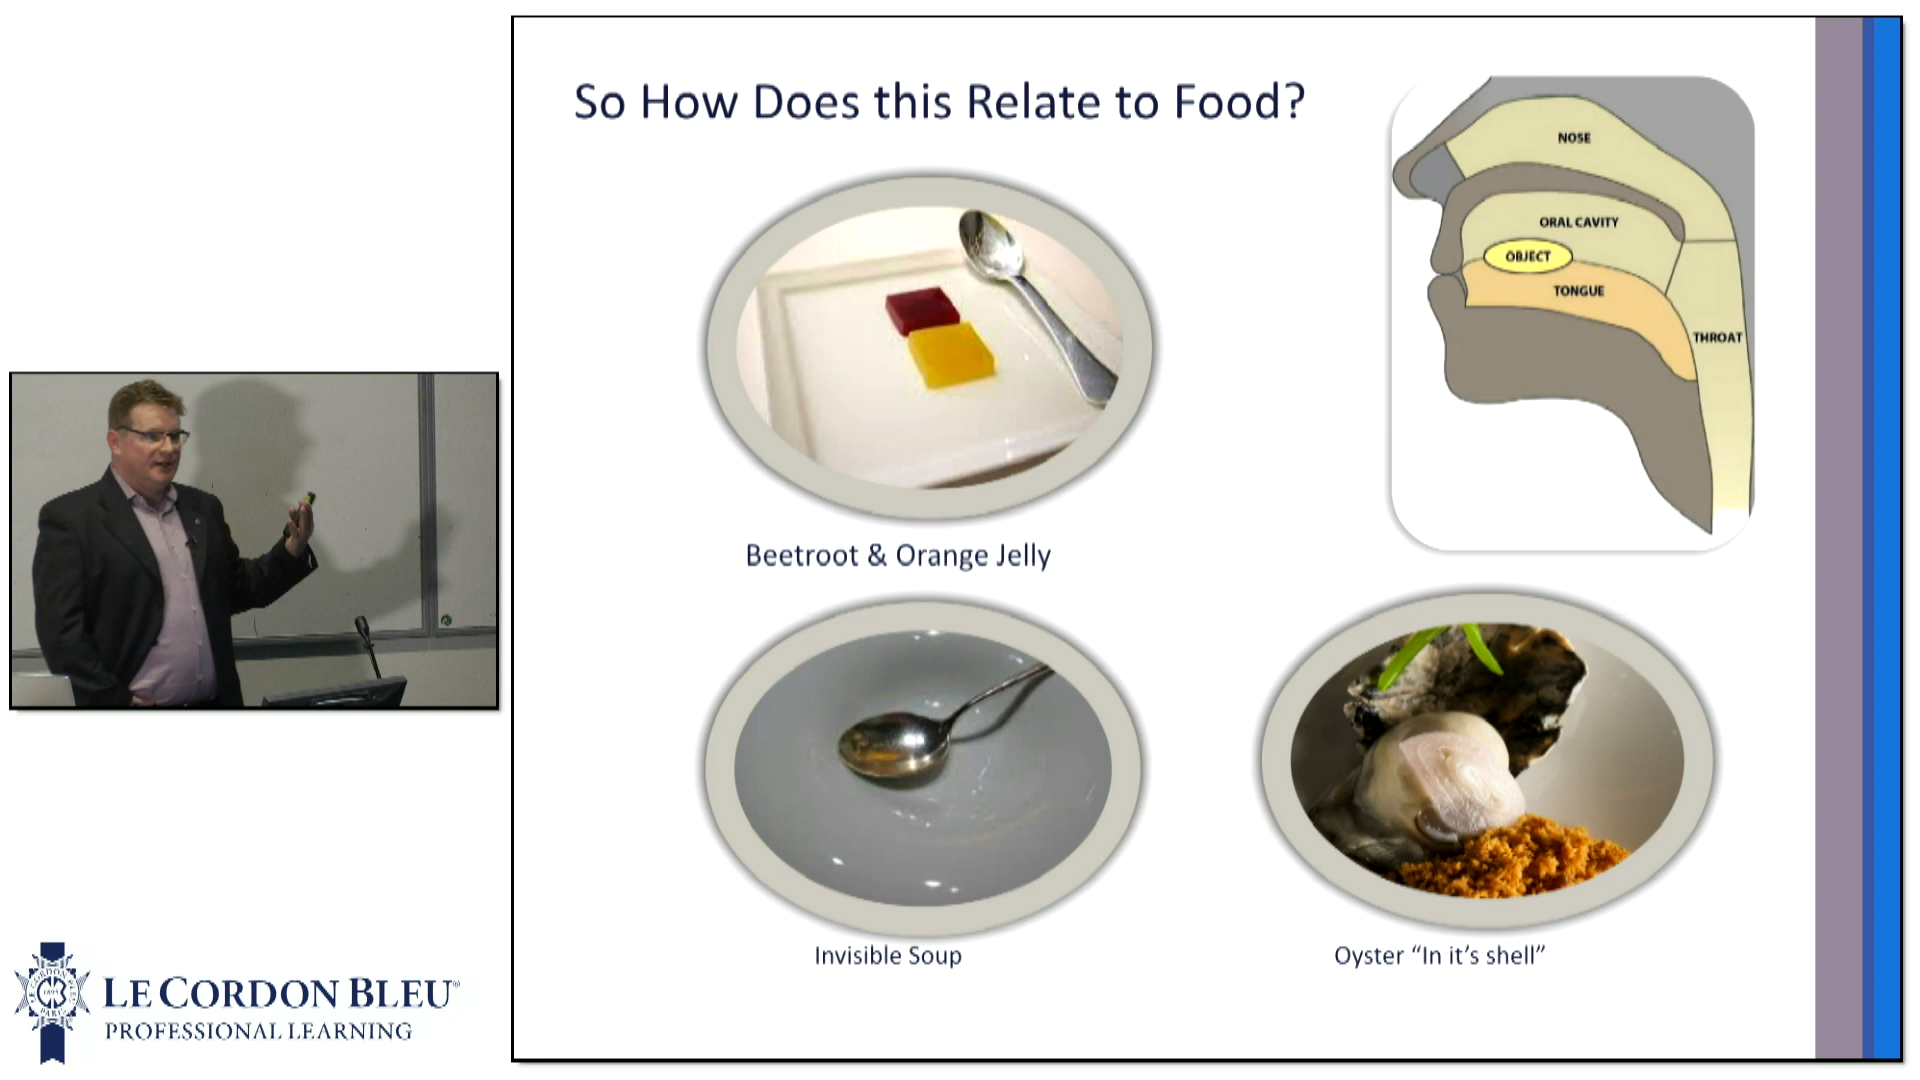 So How Does this Relate to Food?
NOSE
ORAL CAVITY
OBJECT
TONGUE
THROAT
Beetroot & Orange Jelly
Invisible Soup
Oyster “In it’s shell”
LE CORDON BLEU®
PROFESSIONAL LEARNING